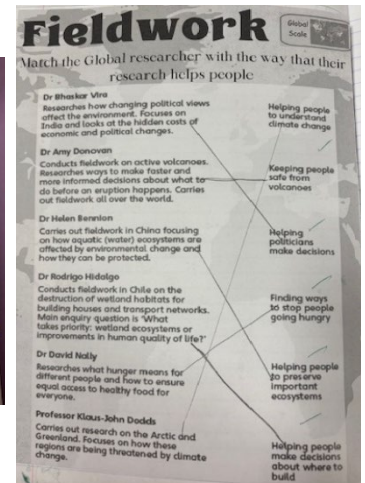 Fieldwork
Global
Scale
Match the Global researcher with the way that their
research helps people
Dr Bhaskar Vira
Researches how changing political views
affect the environment. Focuses on
India and looks at the hidden costs of
economic and political changes.
Helping people
to understand
climate change
Dr Amy Donovan
Conducts fieldwork on active volcanoes.
Researches ways to make faster and
more informed decisions about what to
do before an eruption happens. Carries
out fieldwork all over the world.
Keeping people
safe from
volcanoes
Dr Helen Bennion
Carries out fieldwork in China focusing
on how aquatic (water) ecosystems are
affected by environmental change and
how they can be protected.
Helping
politicians
make decisions
Dr Rodrigo Hidalgo
Conducts fieldwork in Chile on the
destruction of wetland habitats for
building houses and transport networks.
Main enquiry question is 'What
takes priority: wetland ecosystems or
improvements in human quality of life?'
Finding ways
to stop people
going hungry
Dr David Nally
Researches what hunger means for
different people and how to ensure
equal access to healthy food for
everyone.
Helping people
to preserve
important
ecosystems
Professor Klaus-John Dodds
Carries out research on the Arctic and
Greenland. Focuses on how these
regions are being threatened by climate
change.
Helping people
make decisions
about where to
build